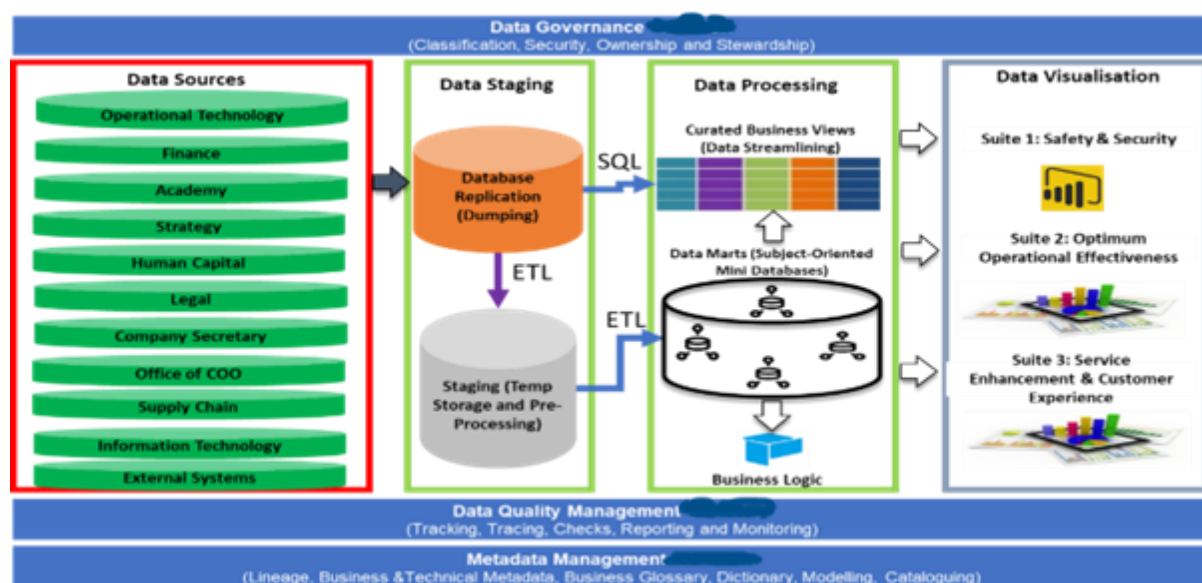 Data Governance
(Classification, Security, Ownership and Stewardship)
Data Sources
Operational Technology
Finance
Academy
Strategy
Human Capital
Legal
Company Secretary
Office of COO
Supply Chain
Information Technology
External Systems
Data Staging
Database
Replication
(Dumping)
ETL
Staging (Temp
Storage and Pre-
Processing)
SQL
ETL
Data Processing
Curated Business Views
(Data Streamlining)
Data Marts (Subject-Oriented
Mini Databases)
Business Logic
Data Visualisation
Suite 1: Safety & Security
Suite 2: Optimum
Operational Effectiveness
Suite 3: Service
Enhancement & Customer
Experience
Data Quality Management
(Tracking, Tracing, Checks, Reporting and Monitoring)
Metadata Management
(Lineage, Business &Technical Metadata, Business Glossary, Dictionary, Modelling, Cataloguing)